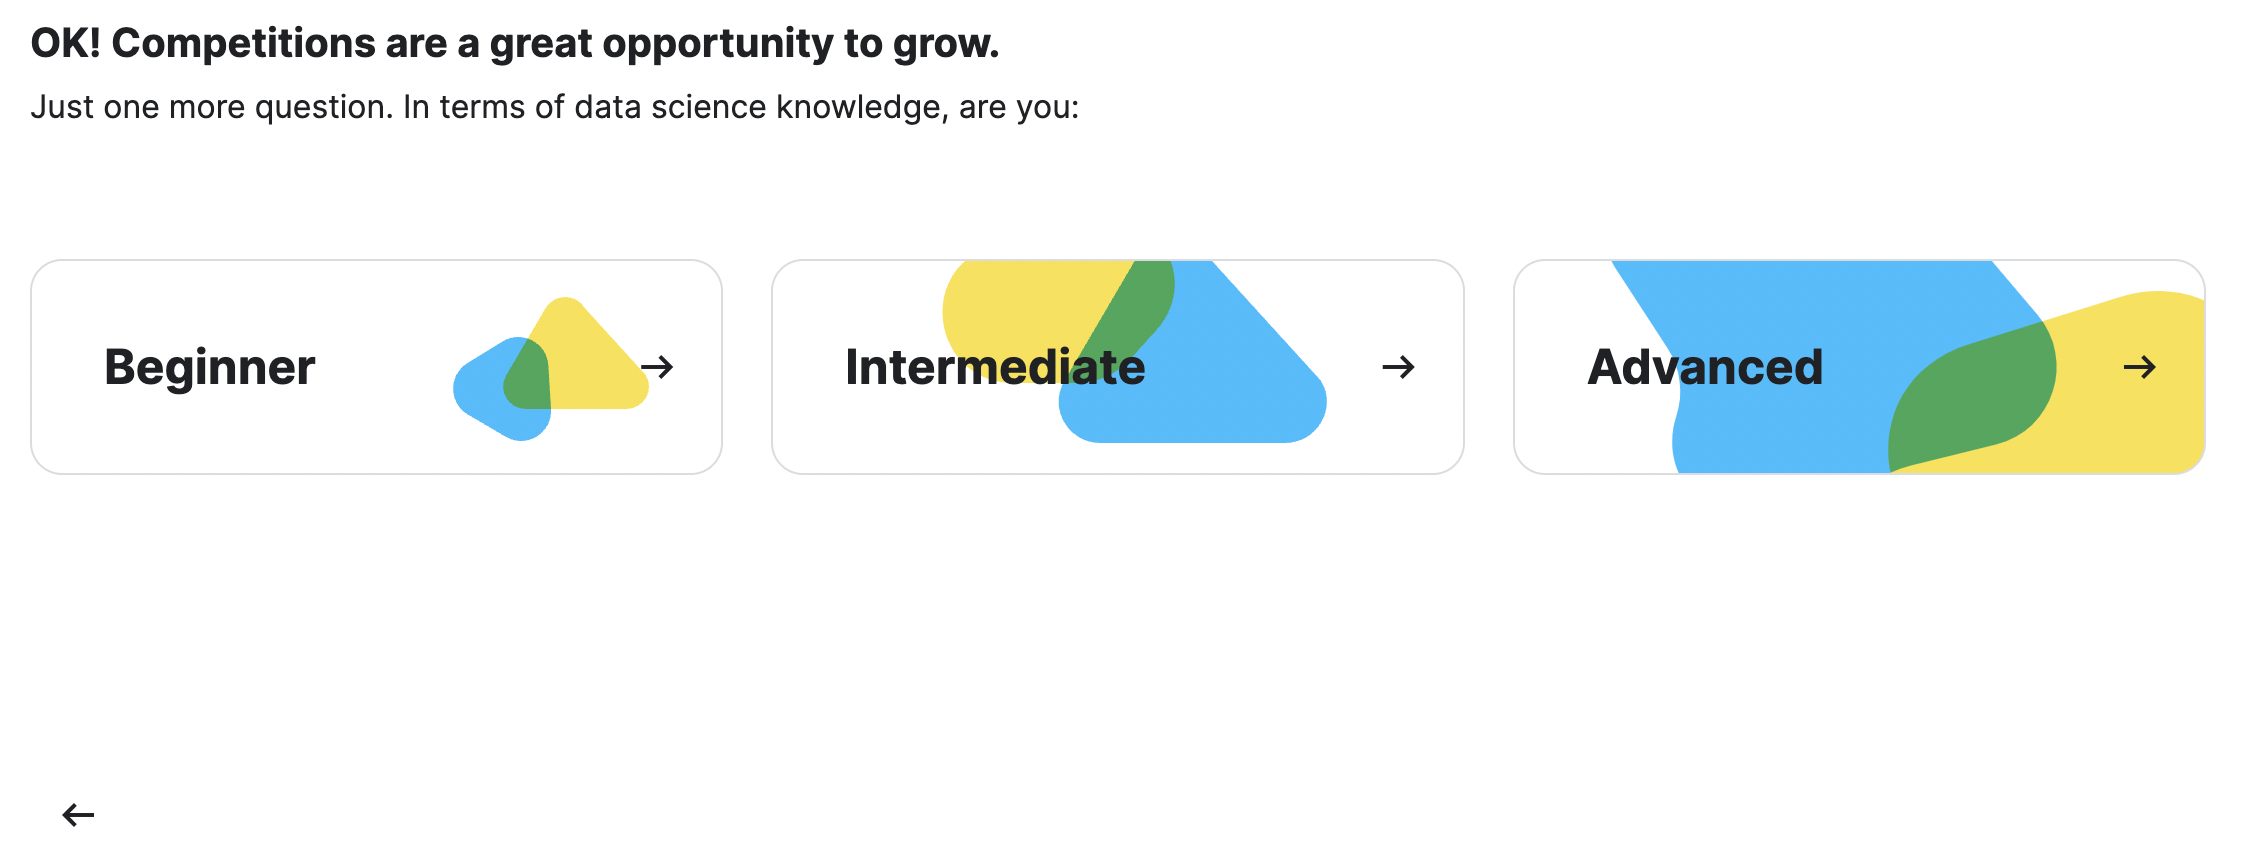 OK! Competitions are a great opportunity to grow.
Just one more question. In terms of data science knowledge, are you:
Beginner
Intermediate
Advanced